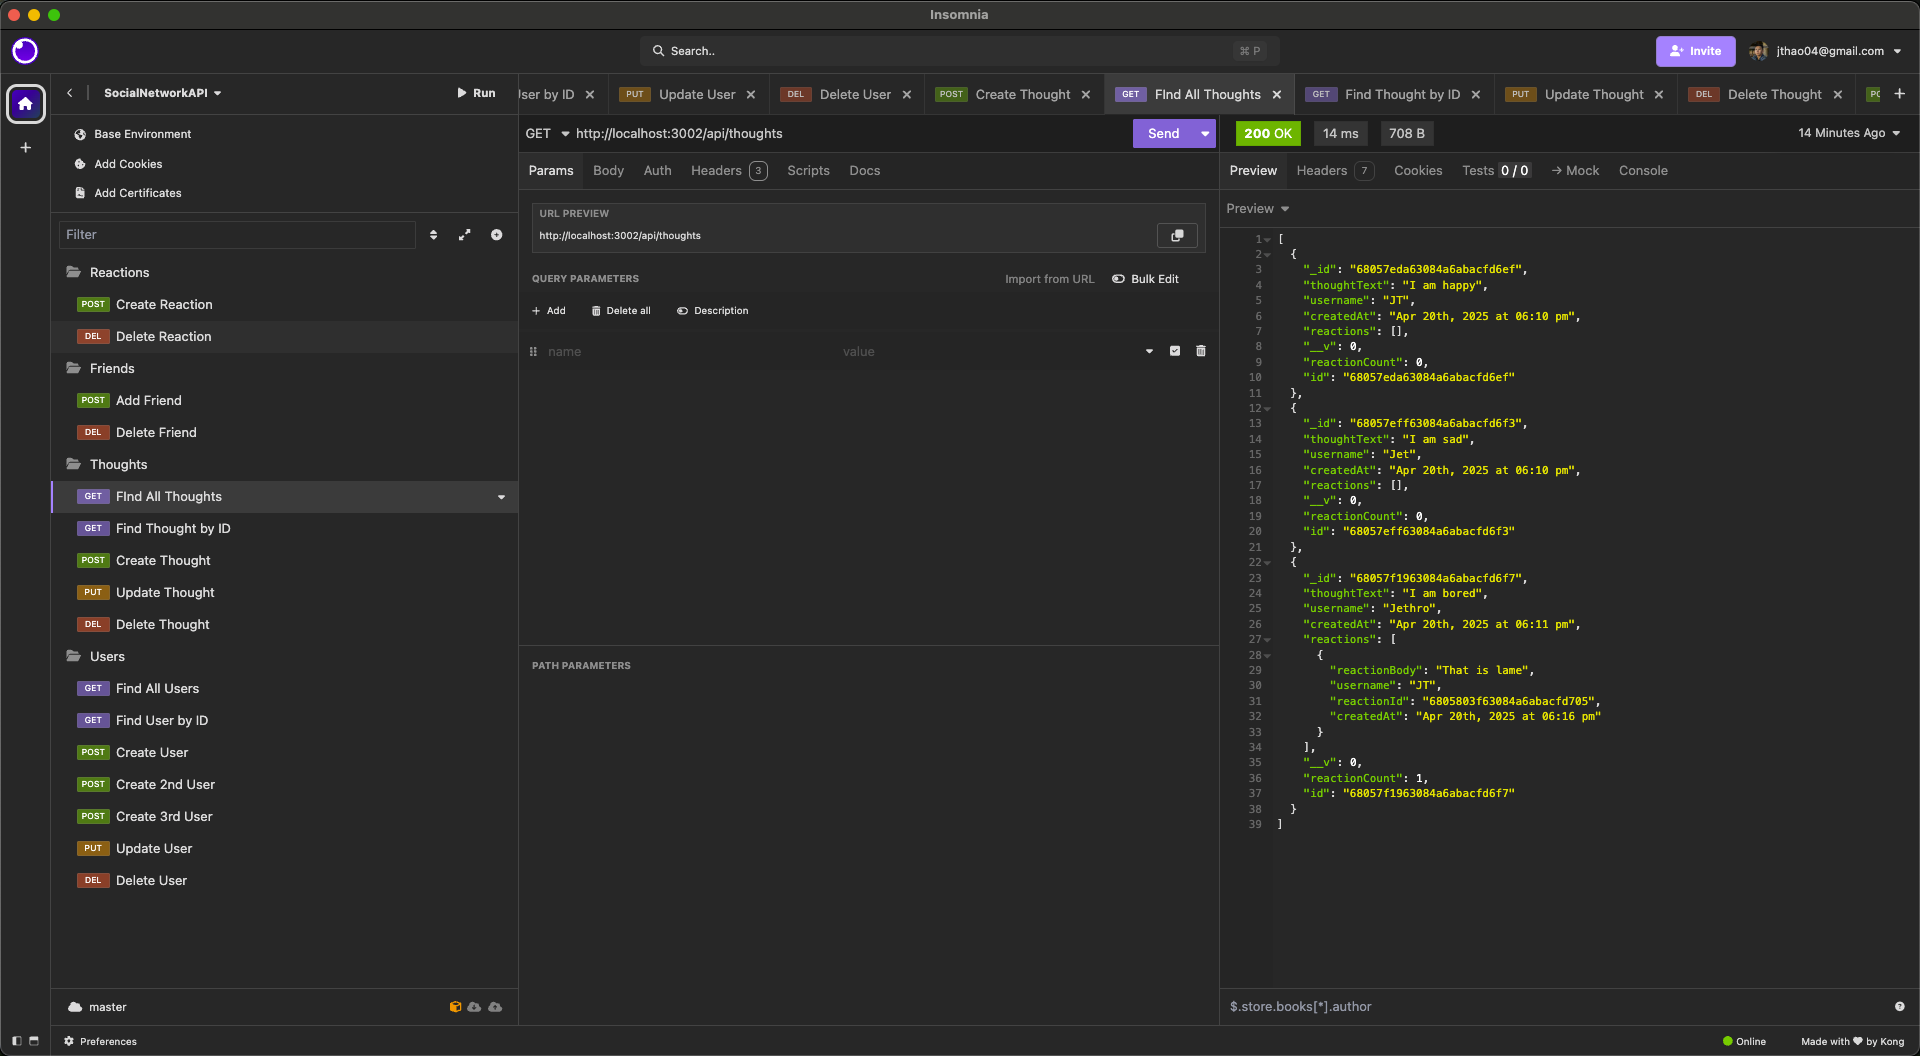 Insomnia
Search..
⌘ P
Invite
jthao04@gmail.com
SocialNetworkAPI
Run
Base Environment
Add Cookies
Add Certificates
Filter
Reactions
POST Create Reaction
DEL Delete Reaction
Friends
POST Add Friend
DEL Delete Friend
Thoughts
GET FInd All Thoughts
GET Find Thought by ID
POST Create Thought
PUT Update Thought
DEL Delete Thought
Users
GET Find All Users
GET Find User by ID
POST Create User
POST Create 2nd User
POST Create 3rd User
PUT Update User
DEL Delete User
master
Preferences
ser by ID
PUT Update User
DEL Delete User
POST Create Thought
GET FInd All Thoughts
GET Find Thought by ID
PUT Update Thought
DEL Delete Thought
GET http://localhost:3002/api/thoughts
Send
Params Body Auth Headers 3 Scripts Docs
URL PREVIEW
http://localhost:3002/api/thoughts
QUERY PARAMETERS
Import from URL
Bulk Edit
+ Add
Delete all
Description
name
value
PATH PARAMETERS
200 OK
14 ms
708 B
14 Minutes Ago
Preview Headers 7 Cookies Tests 0 / 0 → Mock Console
Preview
1 [
2 {
3 "_id": "68057eda63084a6abacfd6ef",
4 "thoughtText": "I am happy",
5 "username": "JT",
6 "createdAt": "Apr 20th, 2025 at 06:10 pm",
7 "reactions": [],
8 "__v": 0,
9 "reactionCount": 0,
10 "id": "68057eda63084a6abacfd6ef"
11 },
12 {
13 "_id": "68057eff63084a6abacfd6f3",
14 "thoughtText": "I am sad",
15 "username": "Jet",
16 "createdAt": "Apr 20th, 2025 at 06:10 pm",
17 "reactions": [],
18 "__v": 0,
19 "reactionCount": 0,
20 "id": "68057eff63084a6abacfd6f3"
21 },
22 {
23 "_id": "68057f1963084a6abacfd6f7",
24 "thoughtText": "I am bored",
25 "username": "Jethro",
26 "createdAt": "Apr 20th, 2025 at 06:11 pm",
27 "reactions": [
28 {
29 "reactionBody": "That is lame",
30 "username": "JT",
31 "reactionId": "6805803f63084a6abacfd705",
32 "createdAt": "Apr 20th, 2025 at 06:16 pm"
33 }
34 ],
35 "__v": 0,
36 "reactionCount": 1,
37 "id": "68057f1963084a6abacfd6f7"
38 }
39 ]
$.store.books[*].author
Online
Made with ♥ by Kong